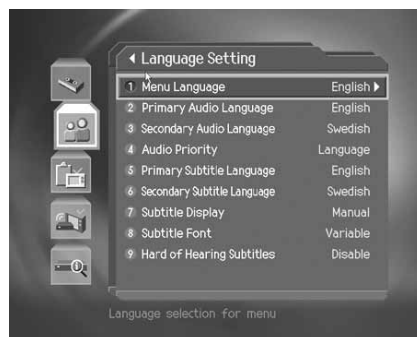 Language Setting
1 Menu Language English
2 Primary Audio Language English
3 Secondary Audio Language Swedish
4 Audio Priority Language
5 Primary Subtitle Language English
6 Secondary Subtitle Language Swedish
7 Subtitle Display Manual
8 Subtitle Font Variable
9 Hard of Hearing Subtitles Disable
Language selection for menu